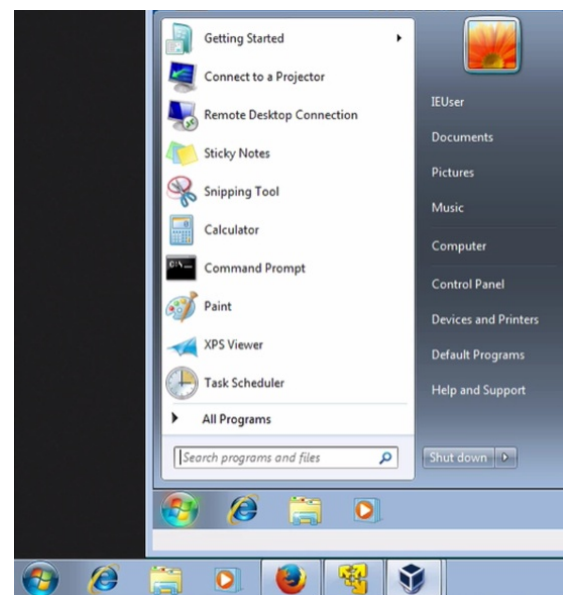 Getting Started
Connect to a Projector
Remote Desktop Connection
Sticky Notes
Snipping Tool
Calculator
Command Prompt
Paint
XPS Viewer
Task Scheduler
All Programs
Search programs and files
IEUser
Documents
Pictures
Music
Computer
Control Panel
Devices and Printers
Default Programs
Help and Support
Shut down